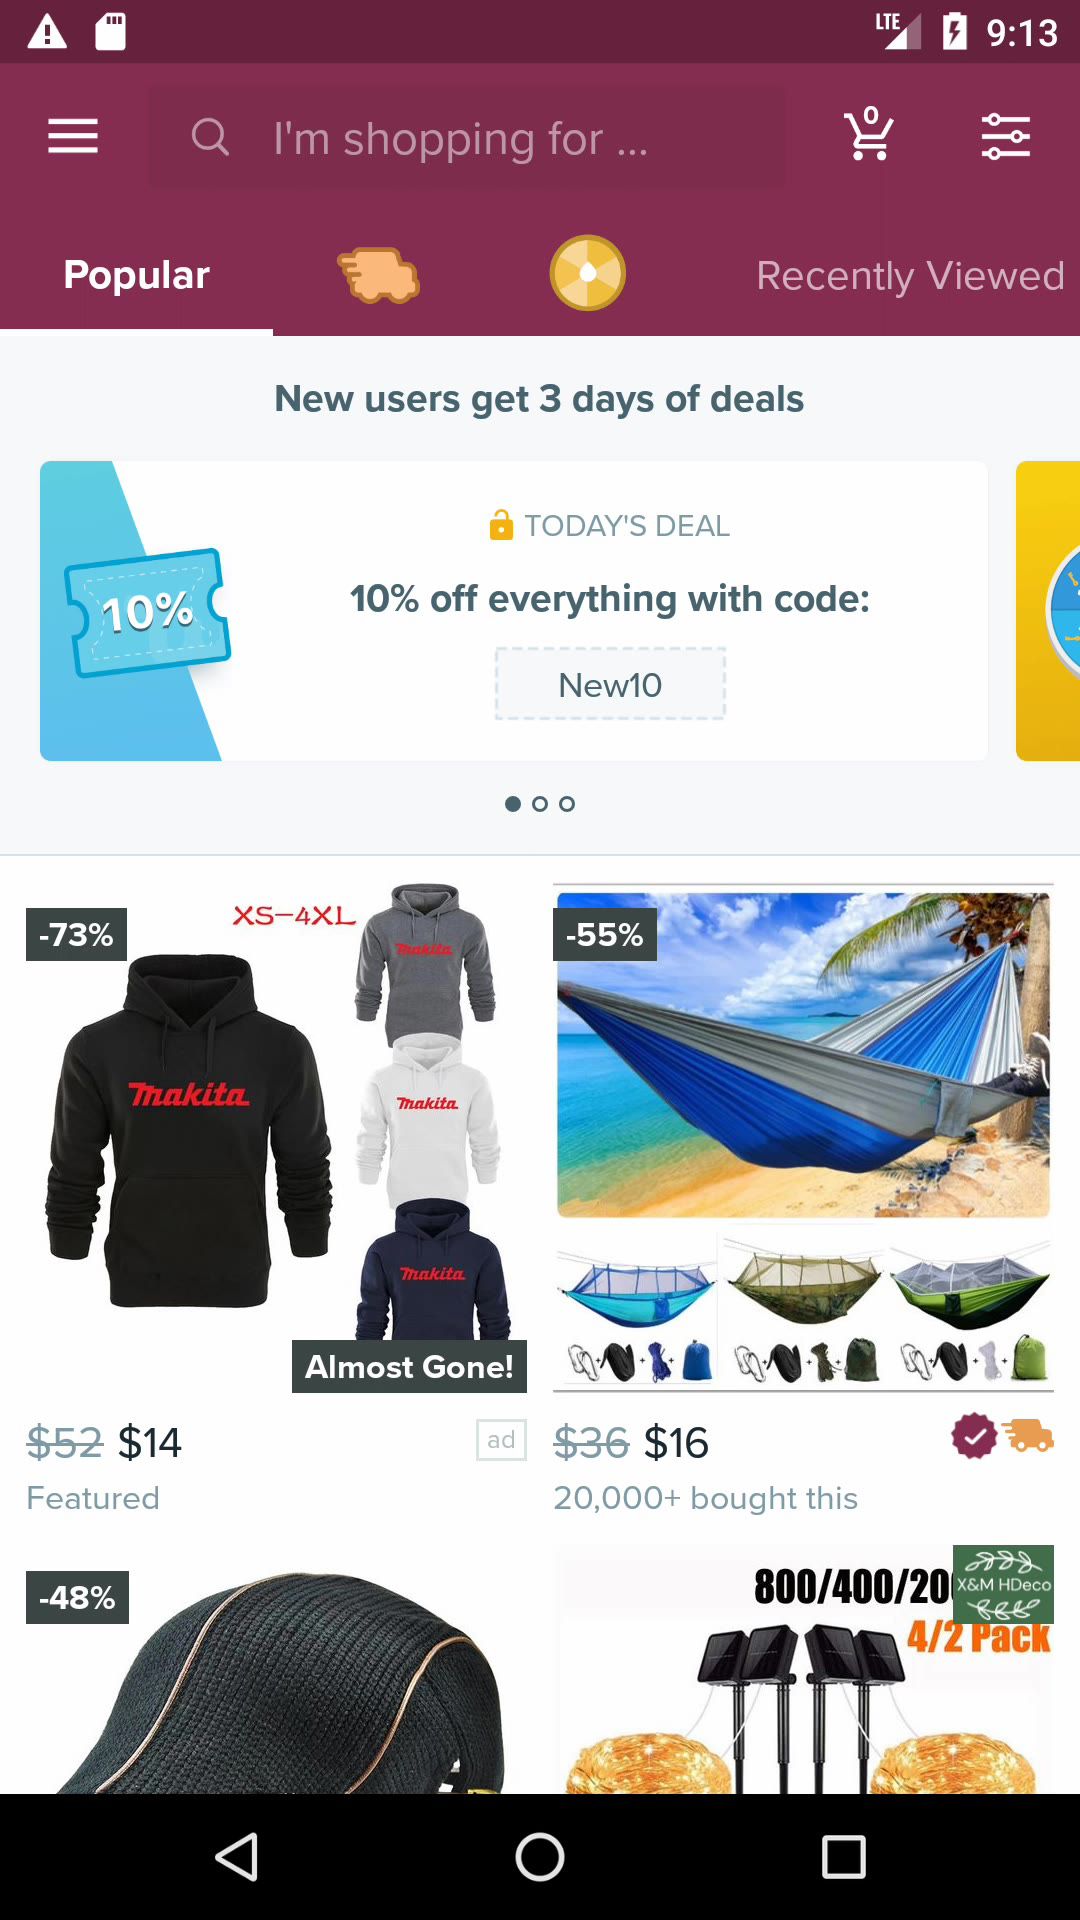 LTE 9:13
I'm shopping for ...
0
Popular
Recently Viewed
New users get 3 days of deals
TODAY'S DEAL
10%
10% off everything with code:
New10
-73%
XS-4XL
Makita
Makita
Makita
Makita
Almost Gone!
-55%
$52 $14
ad
Featured
$36 $16
20,000+ bought this
-48%
800/400/200
X&M HDeco
4/2 Pack